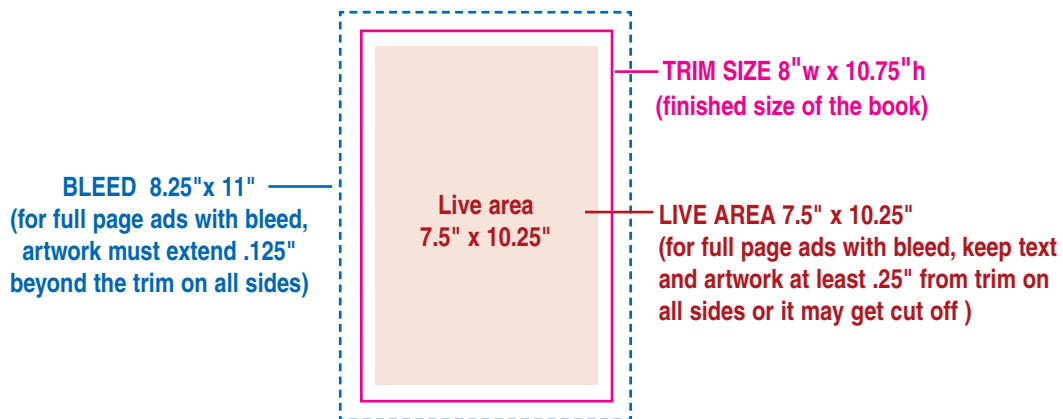 TRIM SIZE 8"w x 10.75"h
(finished size of the book)
BLEED 8.25"x 11"
(for full page ads with bleed,
artwork must extend .125"
beyond the trim on all sides)
Live area
7.5" x 10.25"
LIVE AREA 7.5" x 10.25"
(for full page ads with bleed, keep text
and artwork at least .25" from trim on
all sides or it may get cut off )